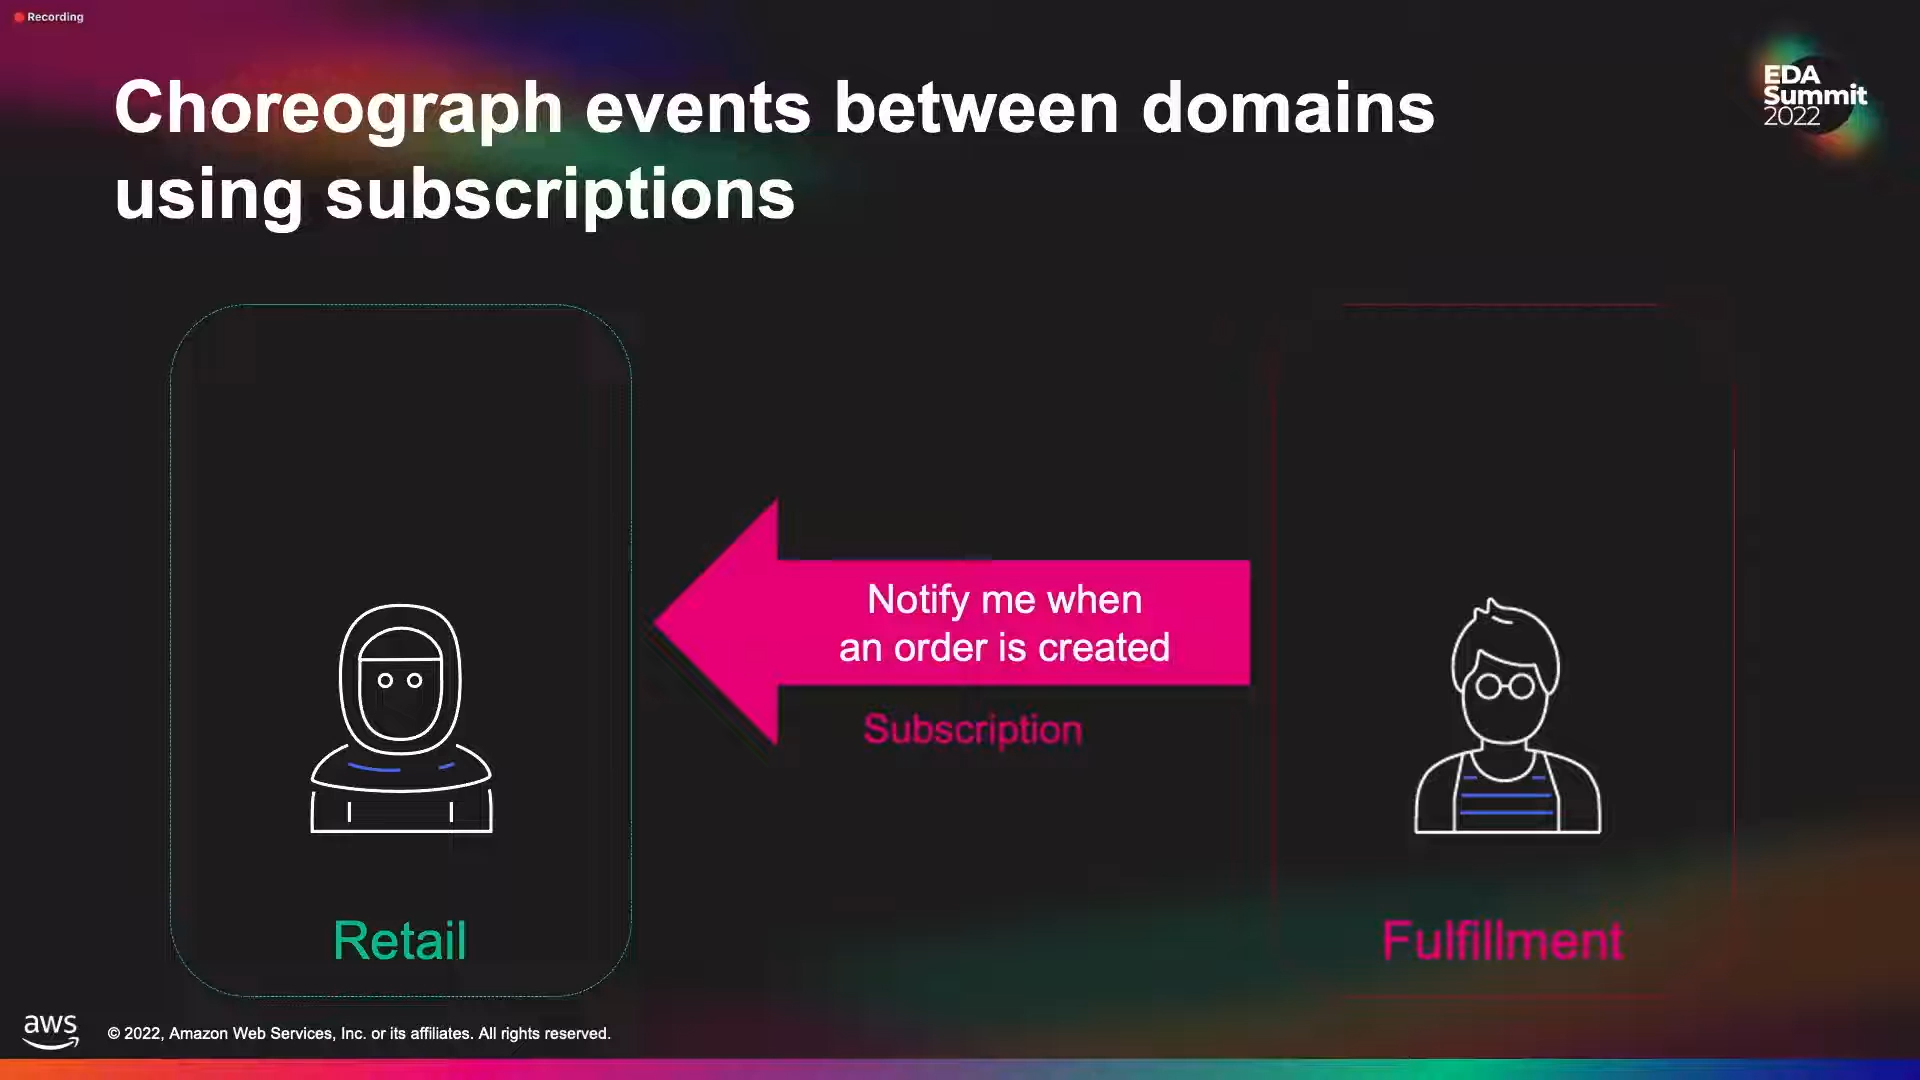 Recording
EDA
Summit
2022
Choreograph events between domains
using subscriptions
Notify me when
an order is created
Subscription
Retail
Fulfillment
aws
© 2022, Amazon Web Services, Inc. or its affiliates. All rights reserved.